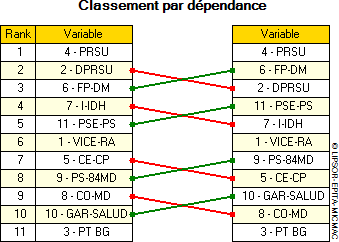 Classement par dépendance
Rank Variable Variable
1 4 - PRSU 4 - PRSU
2 2 - DPRSU 6 - FP-DM
3 6 - FP-DM 2 - DPRSU
4 7 - I-IDH 11 - PSE-PS
5 11 - PSE-PS 7 - I-IDH
6 1 - VICE-RA 1 - VICE-RA
7 5 - CE-CP 9 - PS-84MD
8 9 - PS-84MD 5 - CE-CP
9 8 - CO-MD 10 - GAR-SALUD
10 10 - GAR-SALUD 8 - CO-MD
11 3 - PT BG 3 - PT BG
© LIPSOR-EPITA-MICMAC